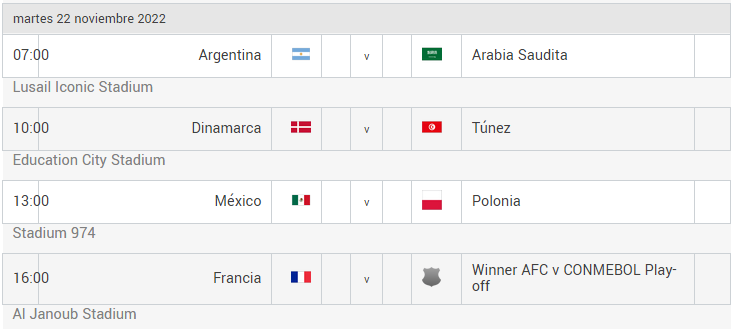 martes 22 noviembre 2022
07:00 Argentina v Arabia Saudita
Lusail Iconic Stadium
10:00 Dinamarca v Túnez
Education City Stadium
13:00 México v Polonia
Stadium 974
16:00 Francia v Winner AFC v CONMEBOL Play-
off
Al Janoub Stadium